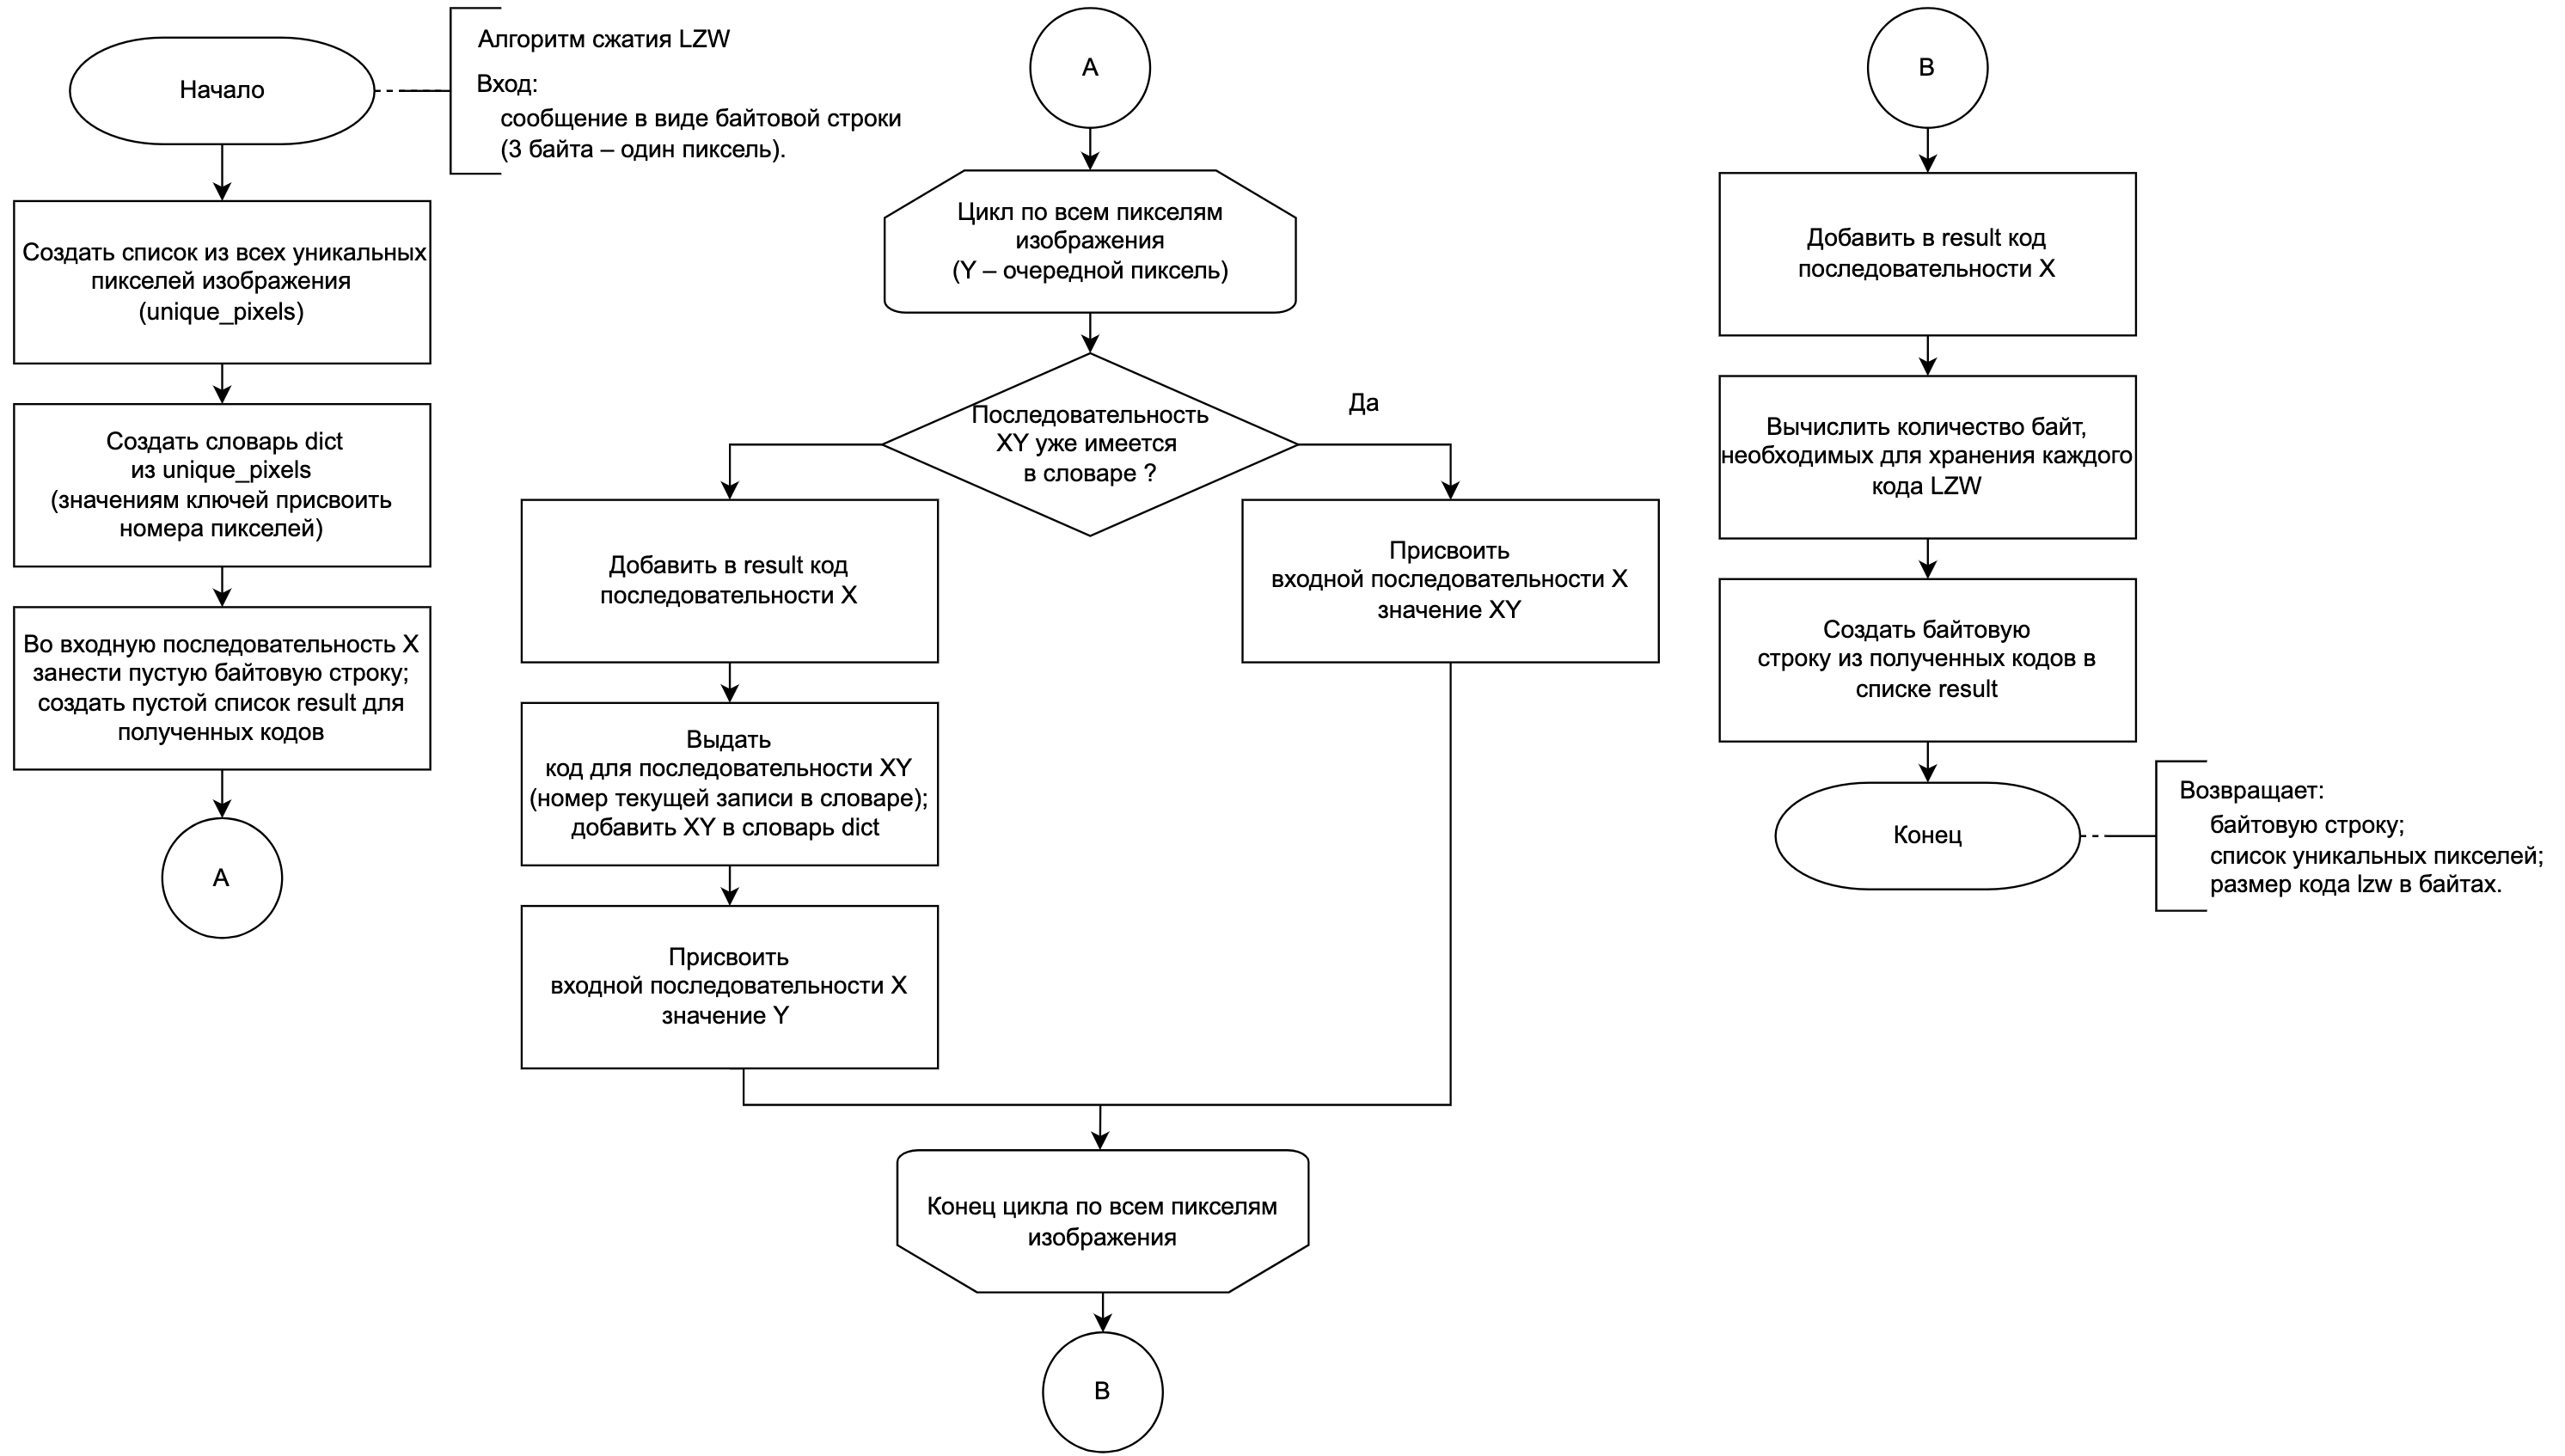 Начало
Алгоритм сжатия LZW
Вход:
сообщение в виде байтовой строки
(3 байта – один пиксель).
Создать список из всех уникальных
пикселей изображения
(unique_pixels)
Создать словарь dict
из unique_pixels
(значениям ключей присвоить
номера пикселей)
Во входную последовательность X
занести пустую байтовую строку;
создать пустой список result для
полученных кодов
A
A
Цикл по всем пикселям
изображения
(Y – очередной пиксель)
Последовательность
XY уже имеется
в словаре ?
Да
Добавить в result код
последовательности X
Выдать
код для последовательности XY
(номер текущей записи в словаре);
добавить XY в словарь dict
Присвоить
входной последовательности X
значение Y
Присвоить
входной последовательности X
значение XY
Конец цикла по всем пикселям
изображения
B
B
Добавить в result код
последовательности X
Вычислить количество байт,
необходимых для хранения каждого
кода LZW
Создать байтовую
строку из полученных кодов в
списке result
Конец
Возвращает:
байтовую строку;
список уникальных пикселей;
размер кода lzw в байтах.